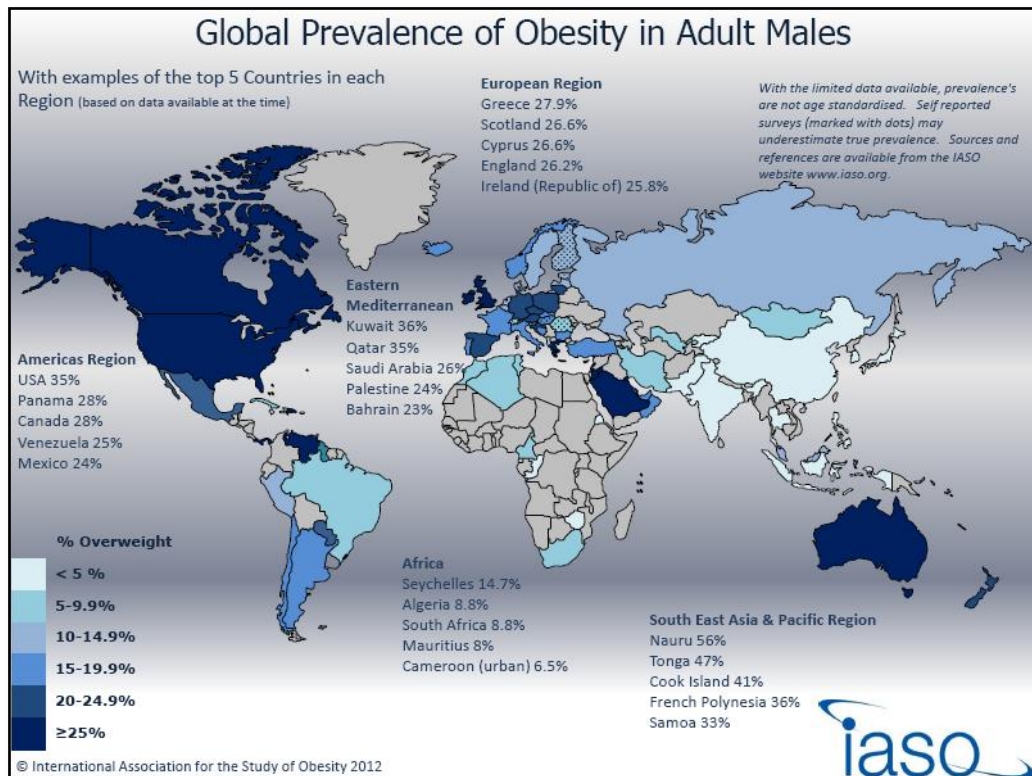 Global Prevalence of Obesity in Adult Males
With examples of the top 5 Countries in each
Region (based on data available at the time)
European Region
Greece 27.9%
Scotland 26.6%
Cyprus 26.6%
England 26.2%
Ireland (Republic of) 25.8%
With the limited data available, prevalence's
are not age standardised. Self reported
surveys (marked with dots) may
underestimate true prevalence. Sources and
references are available from the IASO
website www.iaso.org.
Eastern
Mediterranean
Kuwait 36%
Qatar 35%
Saudi Arabia 26%
Palestine 24%
Bahrain 23%
Americas Region
USA 35%
Panama 28%
Canada 28%
Venezuela 25%
Mexico 24%
% Overweight
< 5 %
5-9.9%
10-14.9%
15-19.9%
20-24.9%
≥25%
Africa
Seychelles 14.7%
Algeria 8.8%
South Africa 8.8%
Mauritius 8%
Cameroon (urban) 6.5%
South East Asia & Pacific Region
Nauru 56%
Tonga 47%
Cook Island 41%
French Polynesia 36%
Samoa 33%
iaso
© International Association for the Study of Obesity 2012